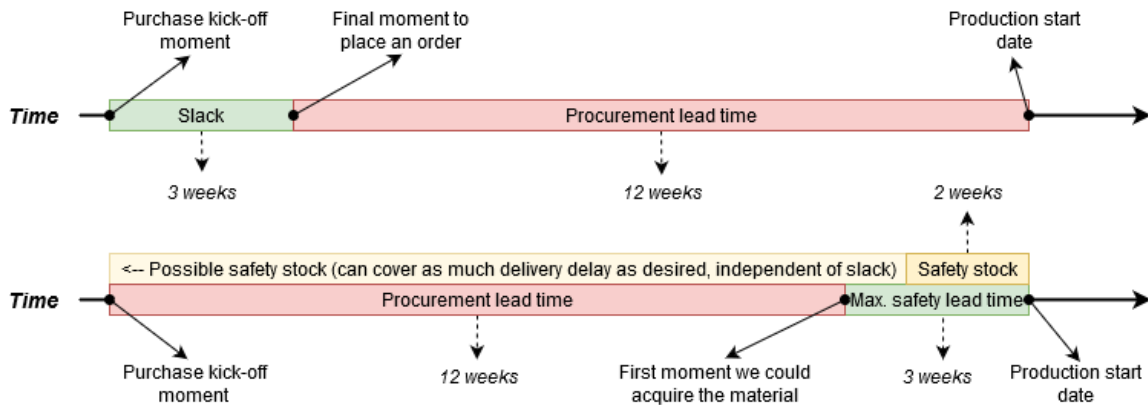 Purchase kick-off
moment
Final moment to
place an order
Production start
date
Time
Slack
Procurement lead time
3 weeks
12 weeks
2 weeks
<-- Possible safety stock (can cover as much delivery delay as desired, independent of slack)
Safety stock
Time
Procurement lead time
Max. safety lead time
Purchase kick-off
moment
12 weeks
First moment we could
acquire the material
3 weeks
Production start
date